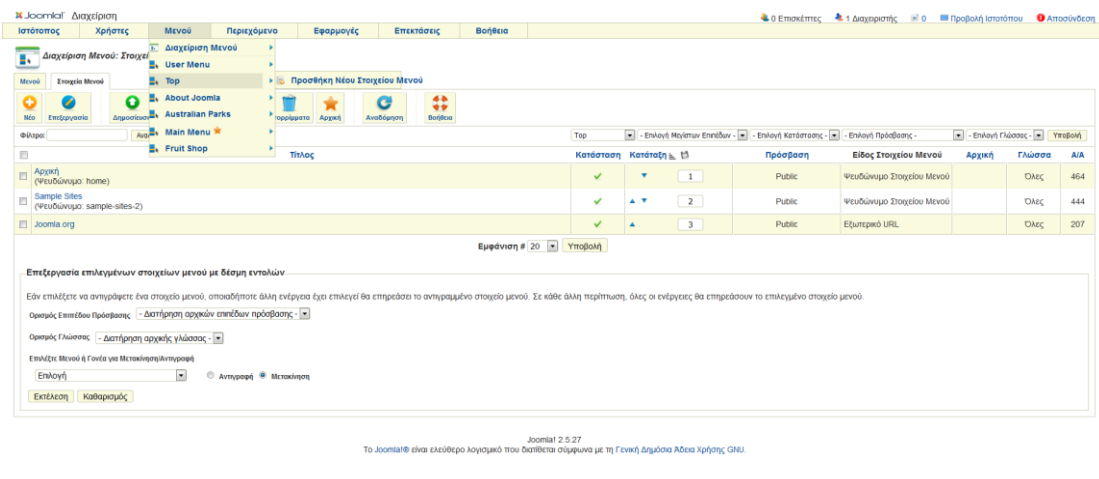 Joomla! Διαχείριση
0 Επισκέπτες 1 Διαχειριστής 0 Προβολή Ιστοτόπου Αποσύνδεση
Ιστότοπος Χρήστες Μενού Περιεχόμενο Εφαρμογές Επεκτάσεις Βοήθεια
Διαχείριση Μενού: Στοιχεί
Διαχείριση Μενού
User Menu
Top
Προσθήκη Νέου Στοιχείου Μενού
About Joomla
Australian Parks
Main Menu
Fruit Shop
Μενού Στοιχεία Μενού
Νέο Επεξεργασία Δημοσίευσ ορρίμματα Αρχική Αναδόμηση Βοήθεια
Φίλτρο: Ανα Top - Επιλογή Μεγίστων Επιπέδων - - Επιλογή Κατάστασης - - Επιλογή Πρόσβασης - - Επιλογή Γλώσσας - Υποβολή
Τίτλος Κατάσταση Κατάταξη Πρόσβαση Είδος Στοιχείου Μενού Αρχική Γλώσσα Α/Α
Αρχική
(Ψευδώνυμο: home) 1 Public Ψευδώνυμο Στοιχείου Μενού Όλες 464
Sample Sites
(Ψευδώνυμο: sample-sites-2) 2 Public Ψευδώνυμο Στοιχείου Μενού Όλες 444
Joomla.org 3 Public Εξωτερικό URL Όλες 207
Εμφάνιση # 20 Υποβολή
Επεξεργασία επιλεγμένων στοιχείων μενού με δέσμη εντολών
Εάν επιλέξετε να αντιγράψετε ένα στοιχείο μενού, οποιαδήποτε άλλη ενέργεια έχει επιλεγεί θα επηρεάσει το αντιγραμμένο στοιχείο μενού. Σε κάθε άλλη περίπτωση, όλες οι ενέργειες θα επηρεάσουν το επιλεγμένο στοιχείο μενού.
Ορισμός Επιπέδου Πρόσβασης - Διατήρηση αρχικών επιπέδων πρόσβασης -
Ορισμός Γλώσσας - Διατήρηση αρχικής γλώσσας -
Επιλέξτε Μενού ή Γονέα για Μετακίνηση/Αντιγραφή
Επιλογή Αντιγραφή Μετακίνηση
Εκτέλεση Καθαρισμός
Joomla! 2.5.27
Το Joomla!® είναι ελεύθερο λογισμικό που διατίθεται σύμφωνα με τη Γενική Δημόσια Άδεια Χρήσης GNU.